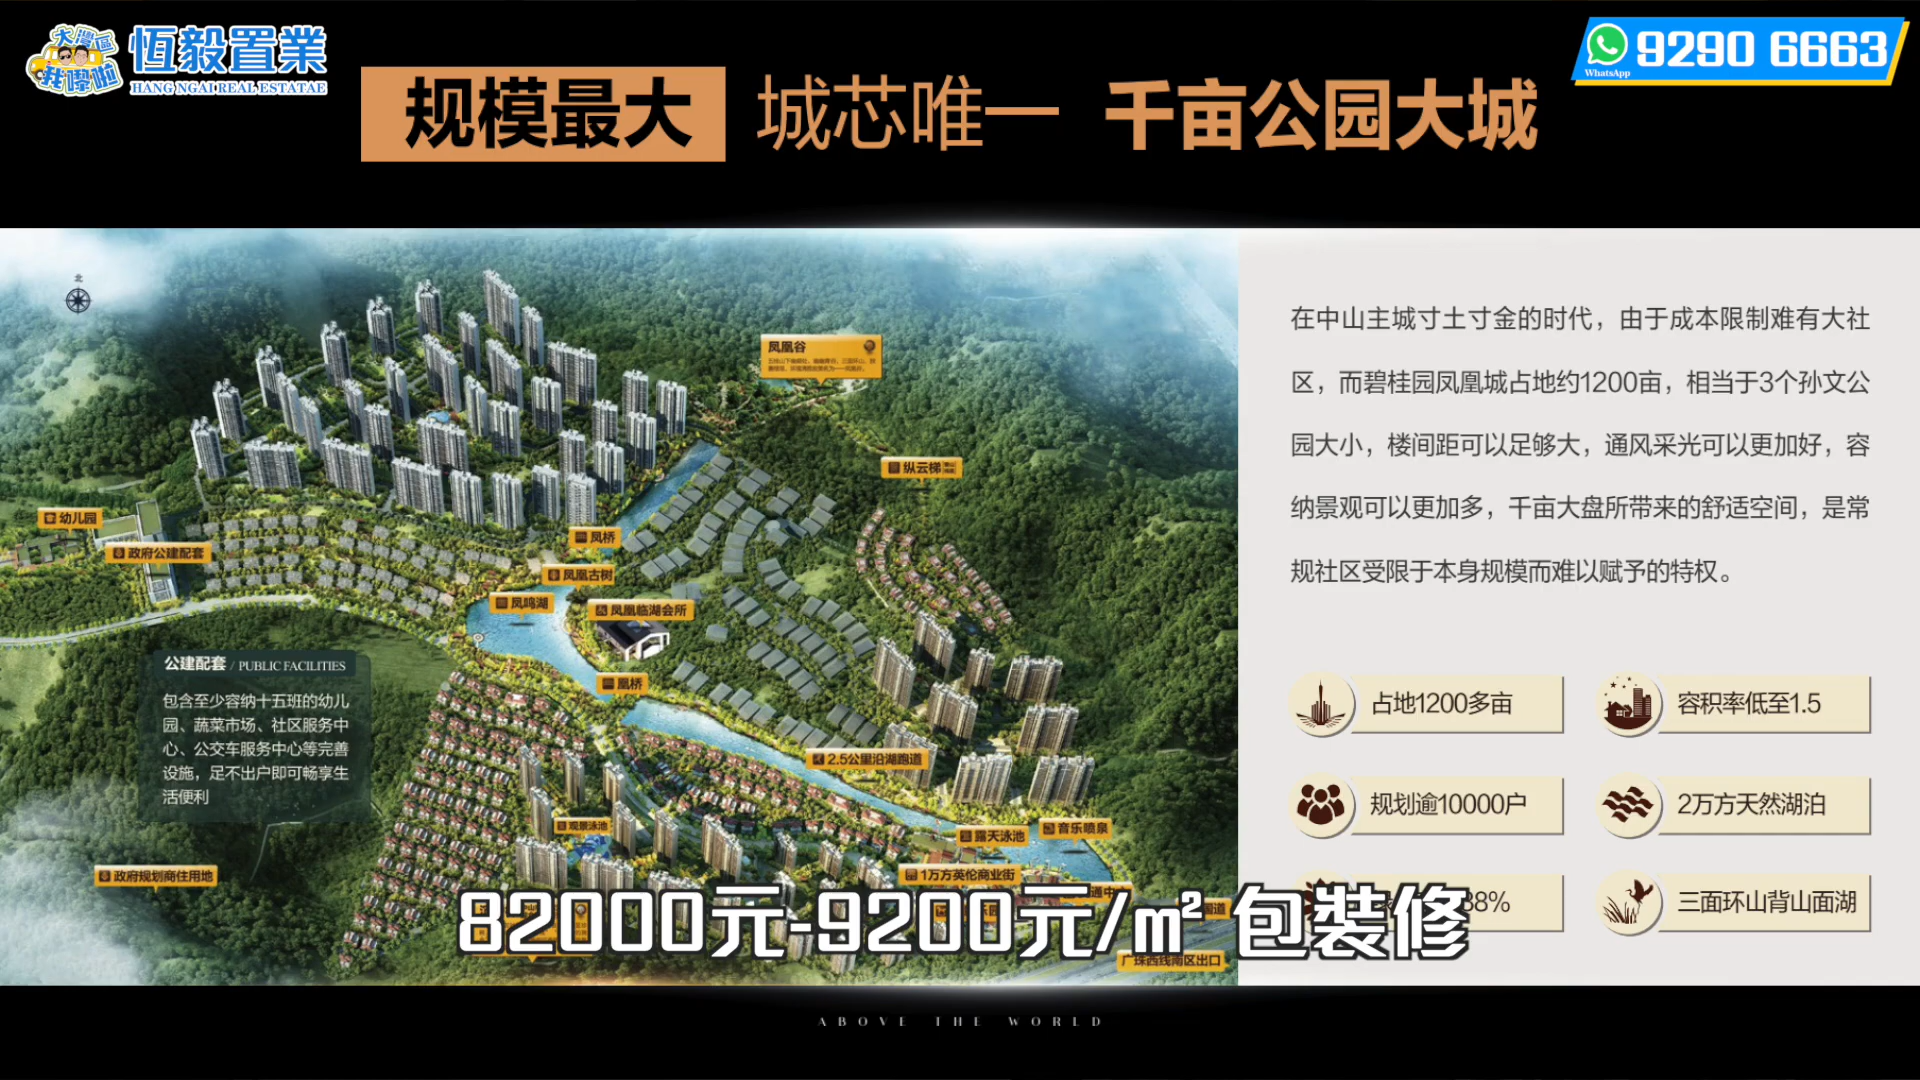 大灣區
我嚟啦
恆毅置業
HANG NGAI REAL ESTATAE
WhatsApp
9290 6663
规模最大 城芯唯一 千亩公园大城
北
凤凰谷
纵云梯
幼儿园
政府公建配套
凤桥
凤凰古树
凤鸣湖
凤凰临湖会所
凰桥
公建配套 / PUBLIC FACILITIES
包含至少容纳十五班的幼儿
园、蔬菜市场、社区服务中
心、公交车服务中心等完善
设施，足不出户即可畅享生
活便利
2.5公里沿湖跑道
观景泳池
露天泳池
音乐喷泉
政府规划商住用地
1万方英伦商业街
广珠西线南区出口
在中山主城寸土寸金的时代，由于成本限制难有大社
区，而碧桂园凤凰城占地约1200亩，相当于3个孙文公
园大小，楼间距可以足够大，通风采光可以更加好，容
纳景观可以更加多，千亩大盘所带来的舒适空间，是常
规社区受限于本身规模而难以赋予的特权。
占地1200多亩
容积率低至1.5
规划逾10000户
2万方天然湖泊
38%
三面环山背山面湖
82000元-9200元/㎡ 包裝修
ABOVE THE WORLD